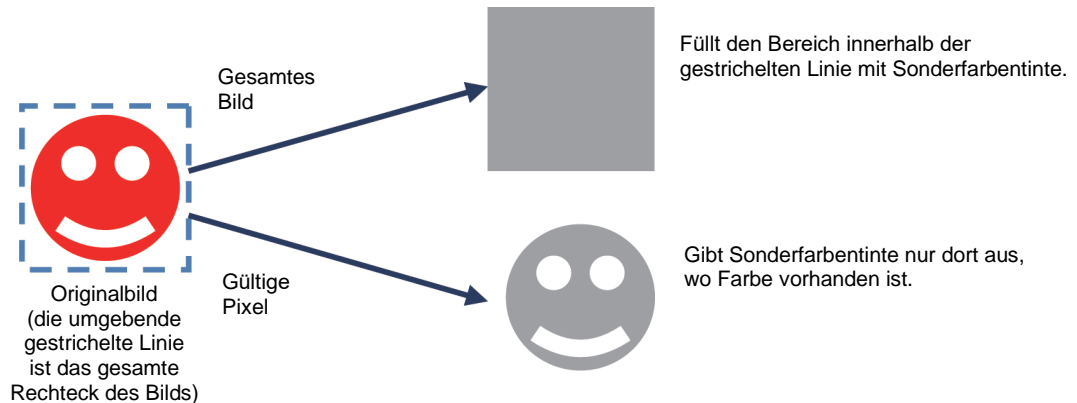 Gesamtes
Bild
Füllt den Bereich innerhalb der
gestrichelten Linie mit Sonderfarbentinte.
Originalbild
(die umgebende
gestrichelte Linie
ist das gesamte
Rechteck des Bilds)
Gültige
Pixel
Gibt Sonderfarbentinte nur dort aus,
wo Farbe vorhanden ist.